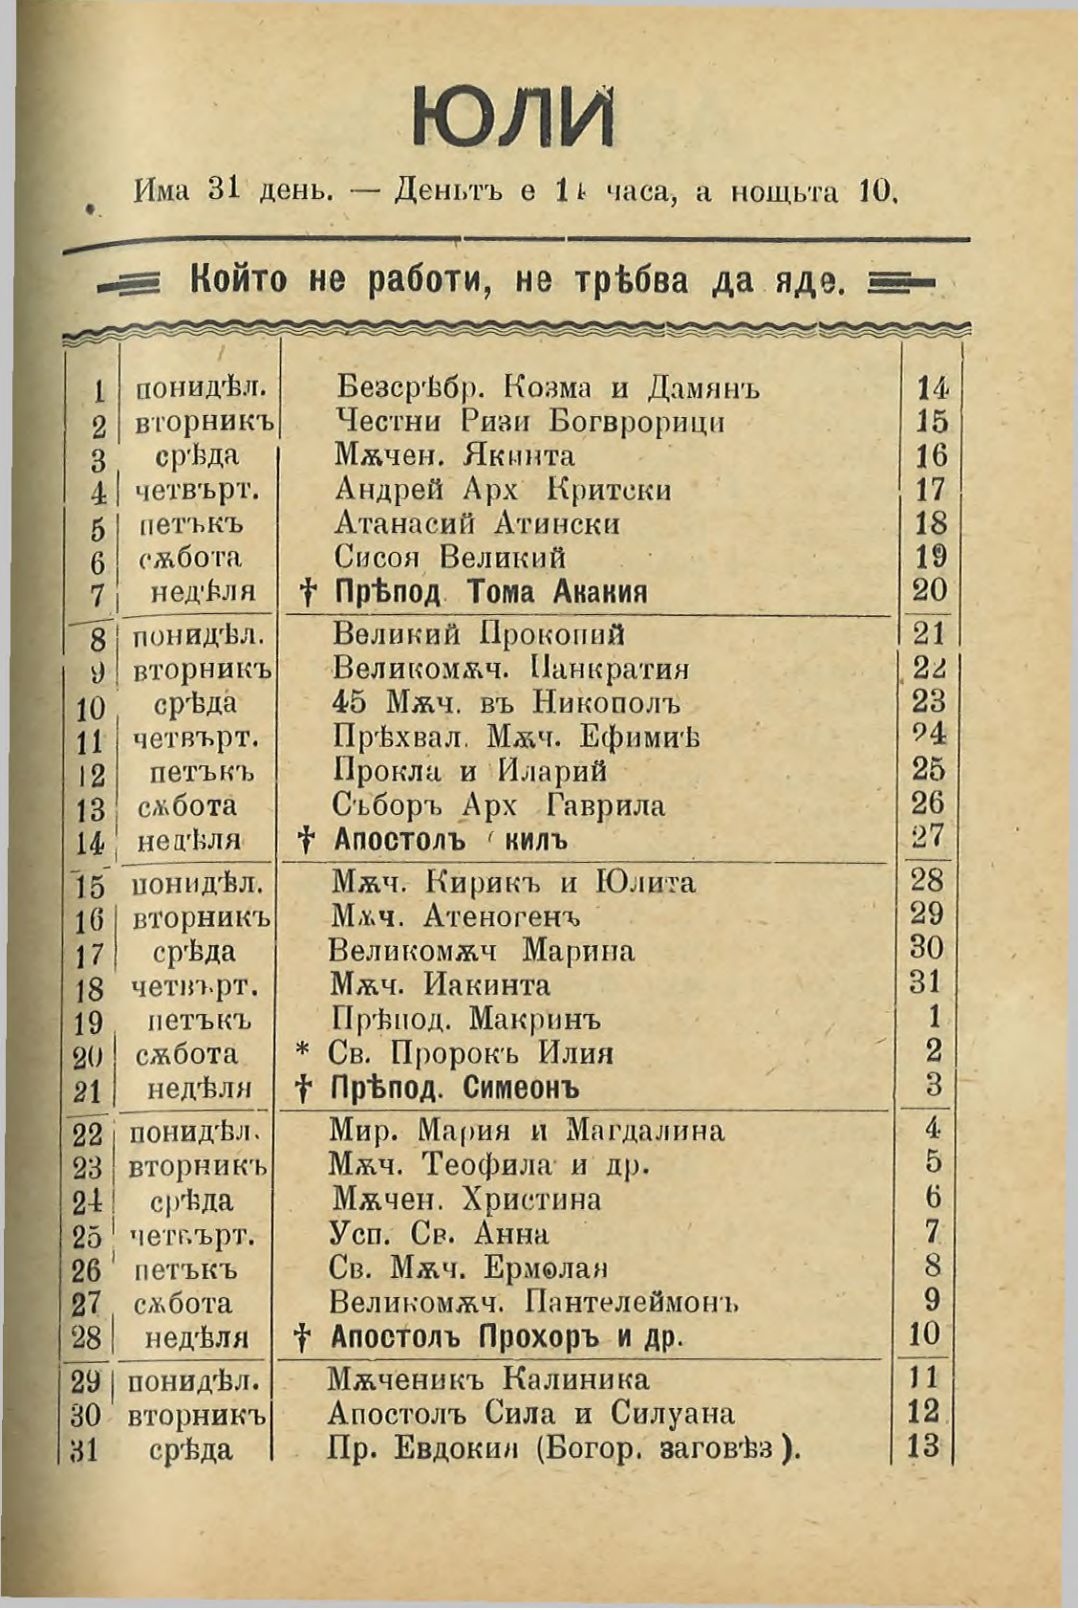 ЮЛИ
Има 31 день. — Деньтъ е 14 часа, а нощьта 10.
Който не работи, не трѣбва да яде.
1 понидѣл. Безсрѣбр. Козма и Дамянъ 14
2 вторникъ Честни Ризи Богврорици 15
3 срѣда Мѫчен. Якинта 16
4 четвърт. Андрей Арх Критски 17
5 петъкъ Атанасий Атински 18
6 сѫбота Сисоя Великий 19
7 недѣля † Прѣпод. Тома Акакия 20
8 понидѣл. Великий Прокопий 21
9 вторникъ Великомѫч. Панкратия 22
10 срѣда 45 Мѫч. въ Никополъ 23
11 четвърт. Прѣхвал. Мѫч. Ефимиѣ 24
12 петъкъ Прокла и Иларий 25
13 сѫбота Съборъ Арх Гаврила 26
14 недѣля † Апостолъ килъ 27
15 понидѣл. Мѫч. Кирикъ и Юлита 28
16 вторникъ Мѫч. Атеногенъ 29
17 срѣда Великомѫч Марина 30
18 четвърт. Мѫч. Иакинта 31
19 петъкъ Прѣпод. Макринъ 1
20 сѫбота * Св. Пророкъ Илия 2
21 недѣля † Прѣпод. Симеонъ 3
22 понидѣл. Мир. Мария и Магдалина 4
23 вторникъ Мѫч. Теофила и др. 5
24 срѣда Мѫчен. Христина 6
25 четвърт. Усп. Св. Анна 7
26 петъкъ Св. Мѫч. Ермолая 8
27 сѫбота Великомѫч. Пантелеймонъ 9
28 недѣля † Апостолъ Прохоръ и др. 10
29 понидѣл. Мѫченикъ Калиника 11
30 вторникъ Апостолъ Сила и Силуана 12
31 срѣда Пр. Евдокия (Богор. заговѣз). 13